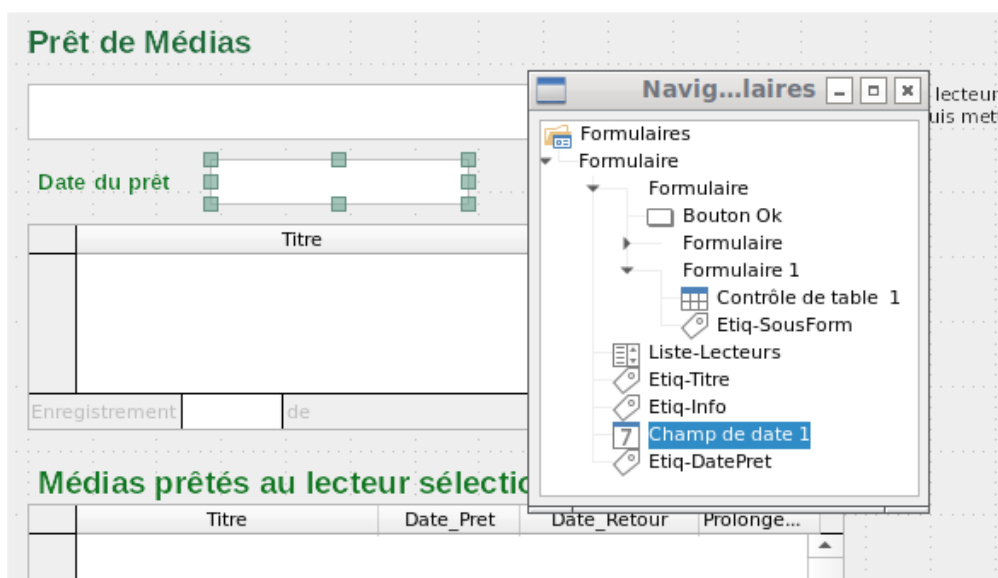 Prêt de Médias
Navig...laires
lecteur
uis met
Formulaires
Formulaire
Date du prêt
Formulaire
Bouton Ok
Titre
Formulaire
Formulaire 1
Contrôle de table 1
Etiq-SousForm
Liste-Lecteurs
Etiq-Titre
Enregistrement de
Etiq-Info
7 Champ de date 1
Etiq-DatePret
Médias prêtés au lecteur sélectio
Titre Date_Pret Date_Retour Prolonge...